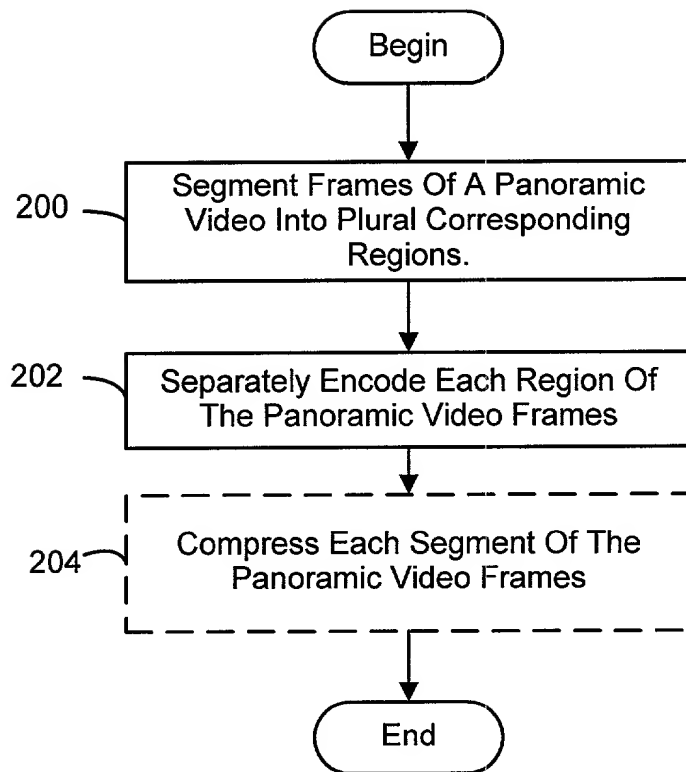 Begin
200
Segment Frames Of A Panoramic
Video Into Plural Corresponding
Regions.
202
Separately Encode Each Region Of
The Panoramic Video Frames
204
Compress Each Segment Of The
Panoramic Video Frames
End